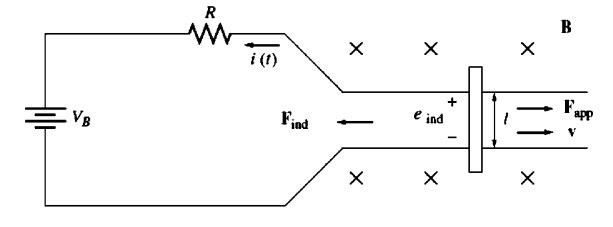 R
B
i (t)
V_B
F_ind
e_ind
+
−
l
F_app
v